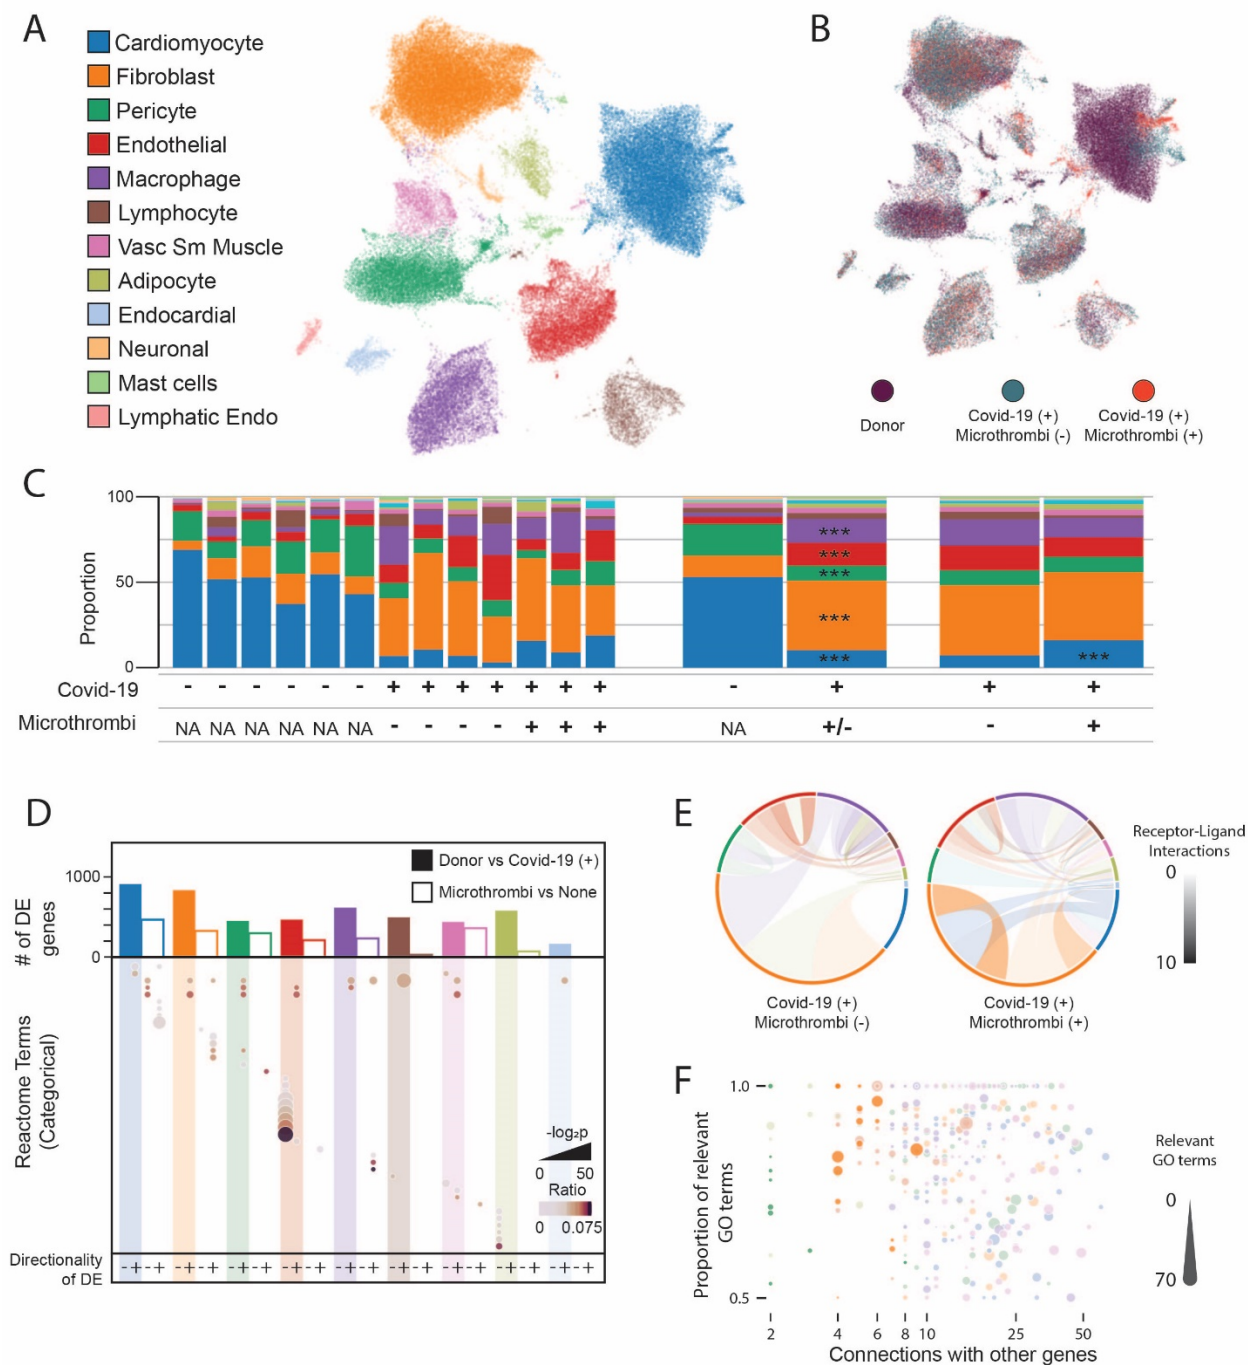 A
Cardiomyocyte
Fibroblast
Pericyte
Endothelial
Macrophage
Lymphocyte
Vasc Sm Muscle
Adipocyte
Endocardial
Neuronal
Mast cells
Lymphatic Endo
B
Donor
Covid-19 (+)
Microthrombi (-)
Covid-19 (+)
Microthrombi (+)
C
Proportion
100
50
0
***
***
***
***
***
***
Covid-19 - - - - - - + + + + + + + - + + +
Microthrombi NA NA NA NA NA NA - - - - + + + NA +/- - +
D
# of DE
genes
1000
0
Donor vs Covid-19 (+)
Microthrombi vs None
Reactome Terms
(Categorical)
-log₂p
0 50
Ratio
0 0.075
Directionality
of DE
- + - + - + - + - + - + - + - + - + - + - + - + - + - + - + - + - + - +
E
Covid-19 (+)
Microthrombi (-)
Covid-19 (+)
Microthrombi (+)
Receptor-Ligand
Interactions
0
10
F
Proportion of relevant
GO terms
1.0
0.5
2 4 6 8 10 25 50
Connections with other genes
Relevant
GO terms
0
70